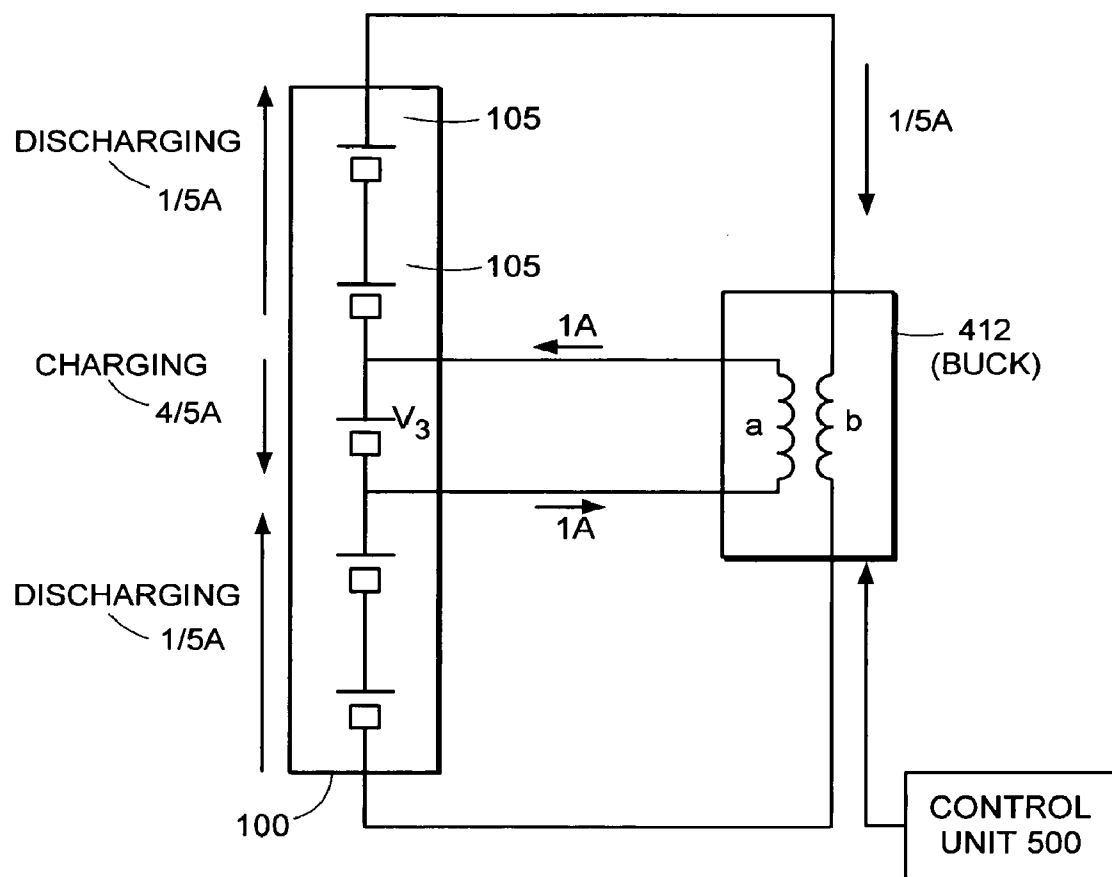 DISCHARGING
1/5A
105
1/5A
105
1A
412
(BUCK)
CHARGING
4/5A
V3
a
b
1A
DISCHARGING
1/5A
100
CONTROL
UNIT 500